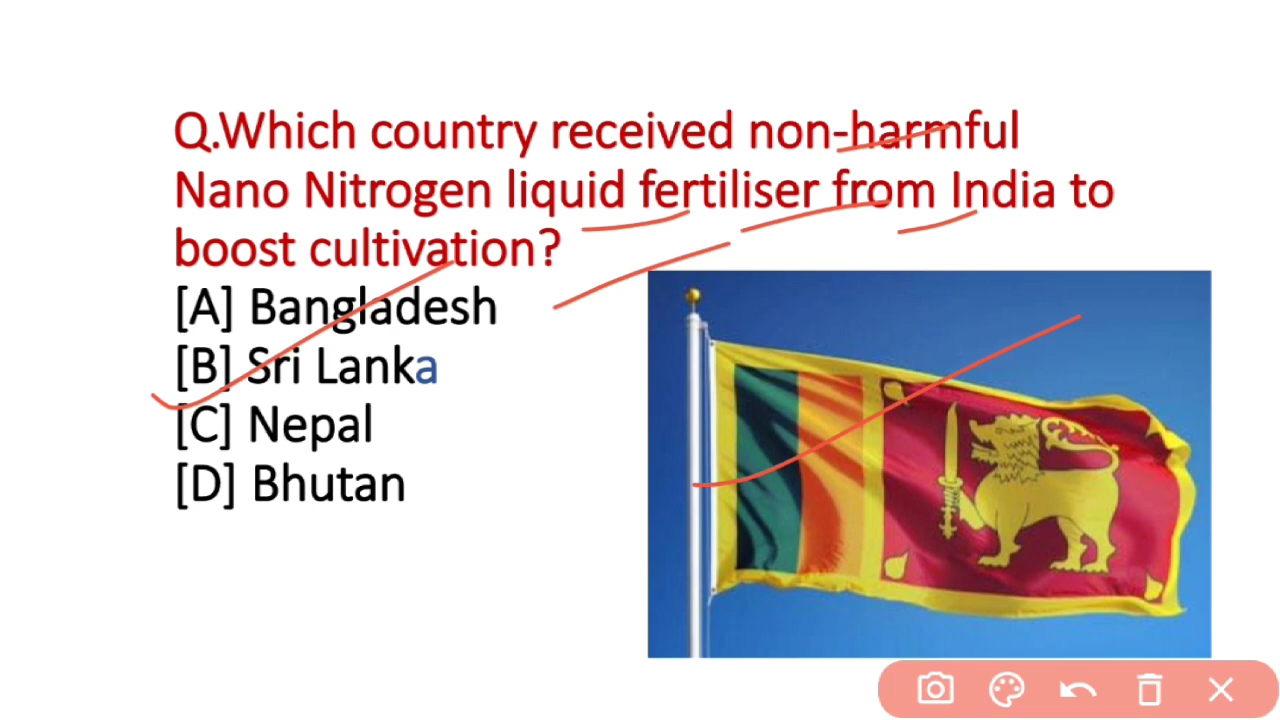 Q.Which country received non-harmful
Nano Nitrogen liquid fertiliser from India to
boost cultivation?
[A] Bangladesh
[B] Sri Lanka
[C] Nepal
[D] Bhutan